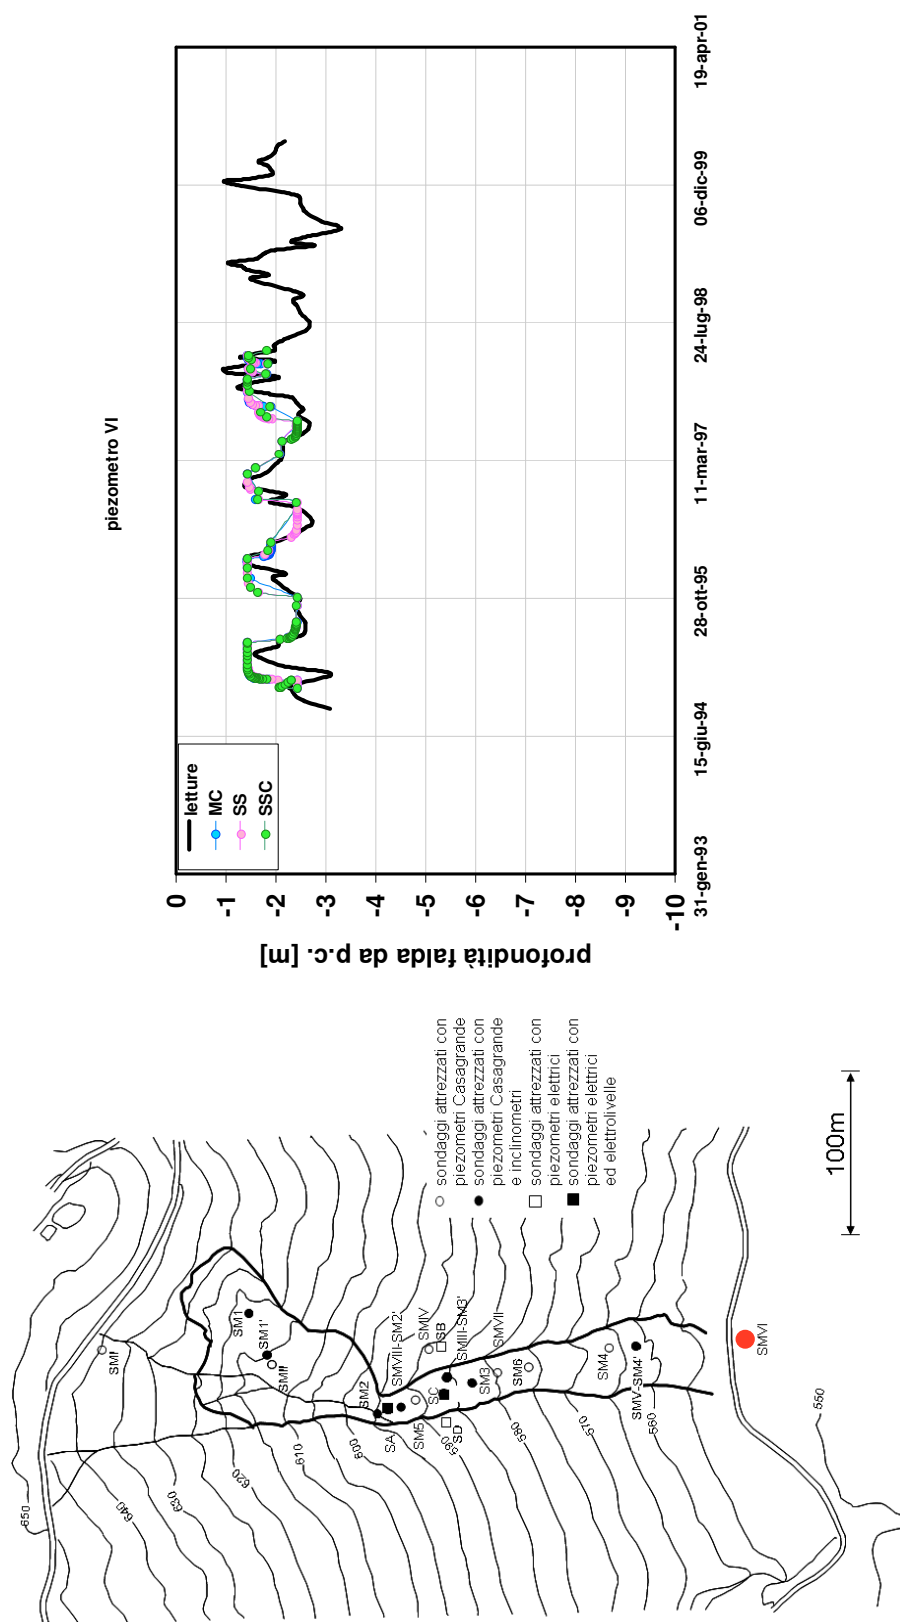 piezometro VI
profondità falda da p.c. [m]
0
-1
-2
-3
-4
-5
-6
-7
-8
-9
-10
31-gen-93
15-giu-94
28-ott-95
11-mar-97
24-lug-98
06-dic-99
19-apr-01
letture
MC
SS
SSC
650
640
630
620
610
600
590
580
570
560
550
SMI
SM1
SM1'
SMII
SM2
SA
SMVIII-SM2'
SM5
SMIV
SB
SC
SD
SMIII-SM3'
SM3
SMVII
SM6
SM4
SMV-SM4'
SMVI
sondaggi attrezzati con
piezometri Casagrande
sondaggi attrezzati con
piezometri Casagrande
e inclinometri
sondaggi attrezzati con
piezometri elettrici
sondaggi attrezzati con
piezometri elettrici
ed elettrolivelle
100m